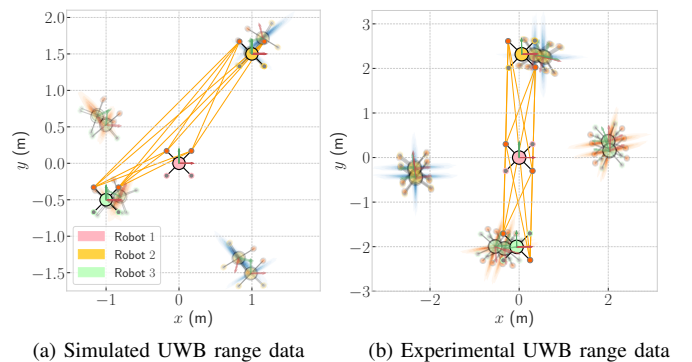 2.0
1.5
1.0
0.5
0.0
−0.5
−1.0
−1.5
y (m)
Robot 1
Robot 2
Robot 3
−1
0
1
x (m)
(a) Simulated UWB range data
3
2
1
0
−1
−2
−3
y (m)
−2
0
2
x (m)
(b) Experimental UWB range data